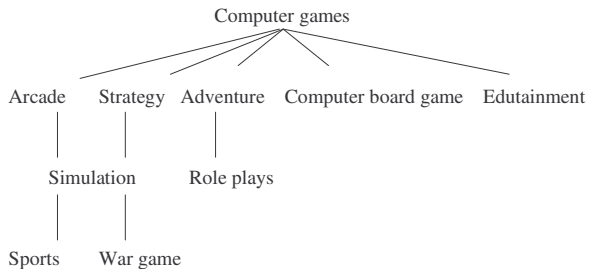 Computer games
Arcade Strategy Adventure Computer board game Edutainment
Simulation Role plays
Sports War game